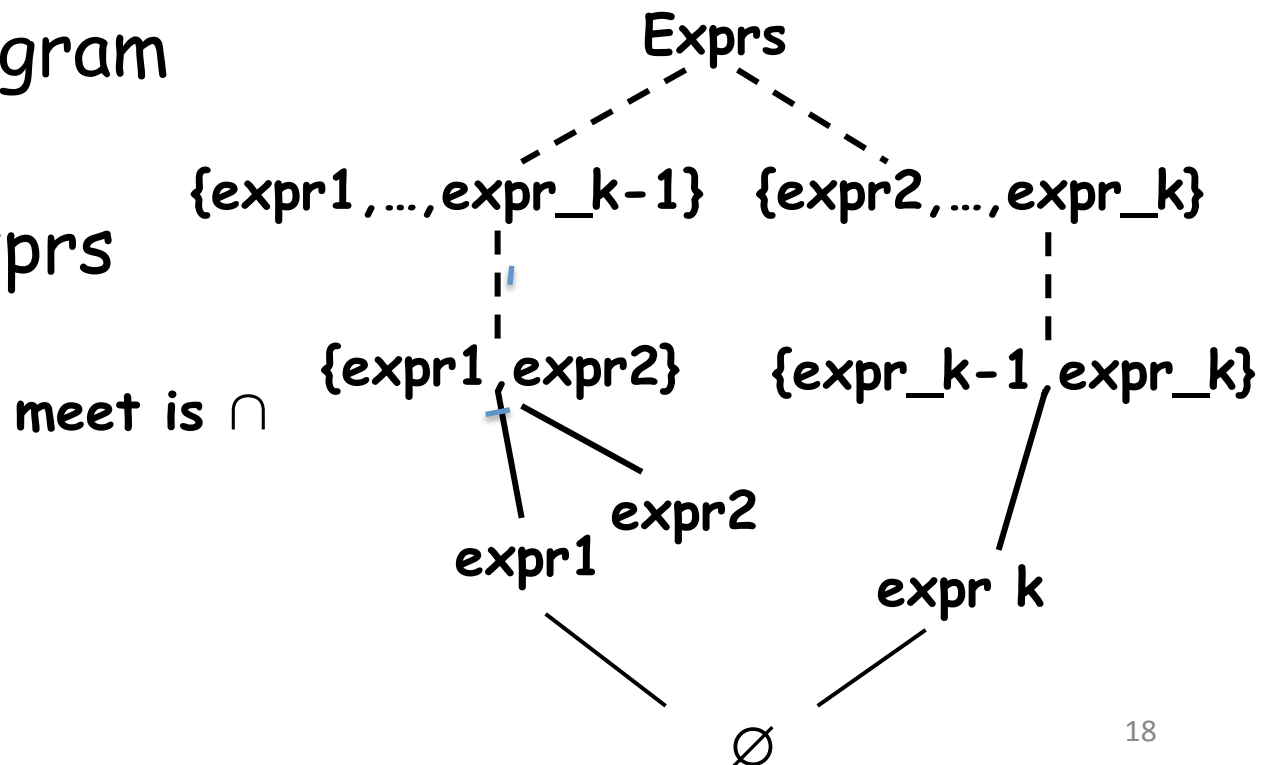 gram
Exprs
{expr1,…,expr_k-1} {expr2,…,expr_k}
prs
{expr1 expr2} {expr_k-1 expr_k}
meet is ∩
expr2
expr1
expr k
∅
18